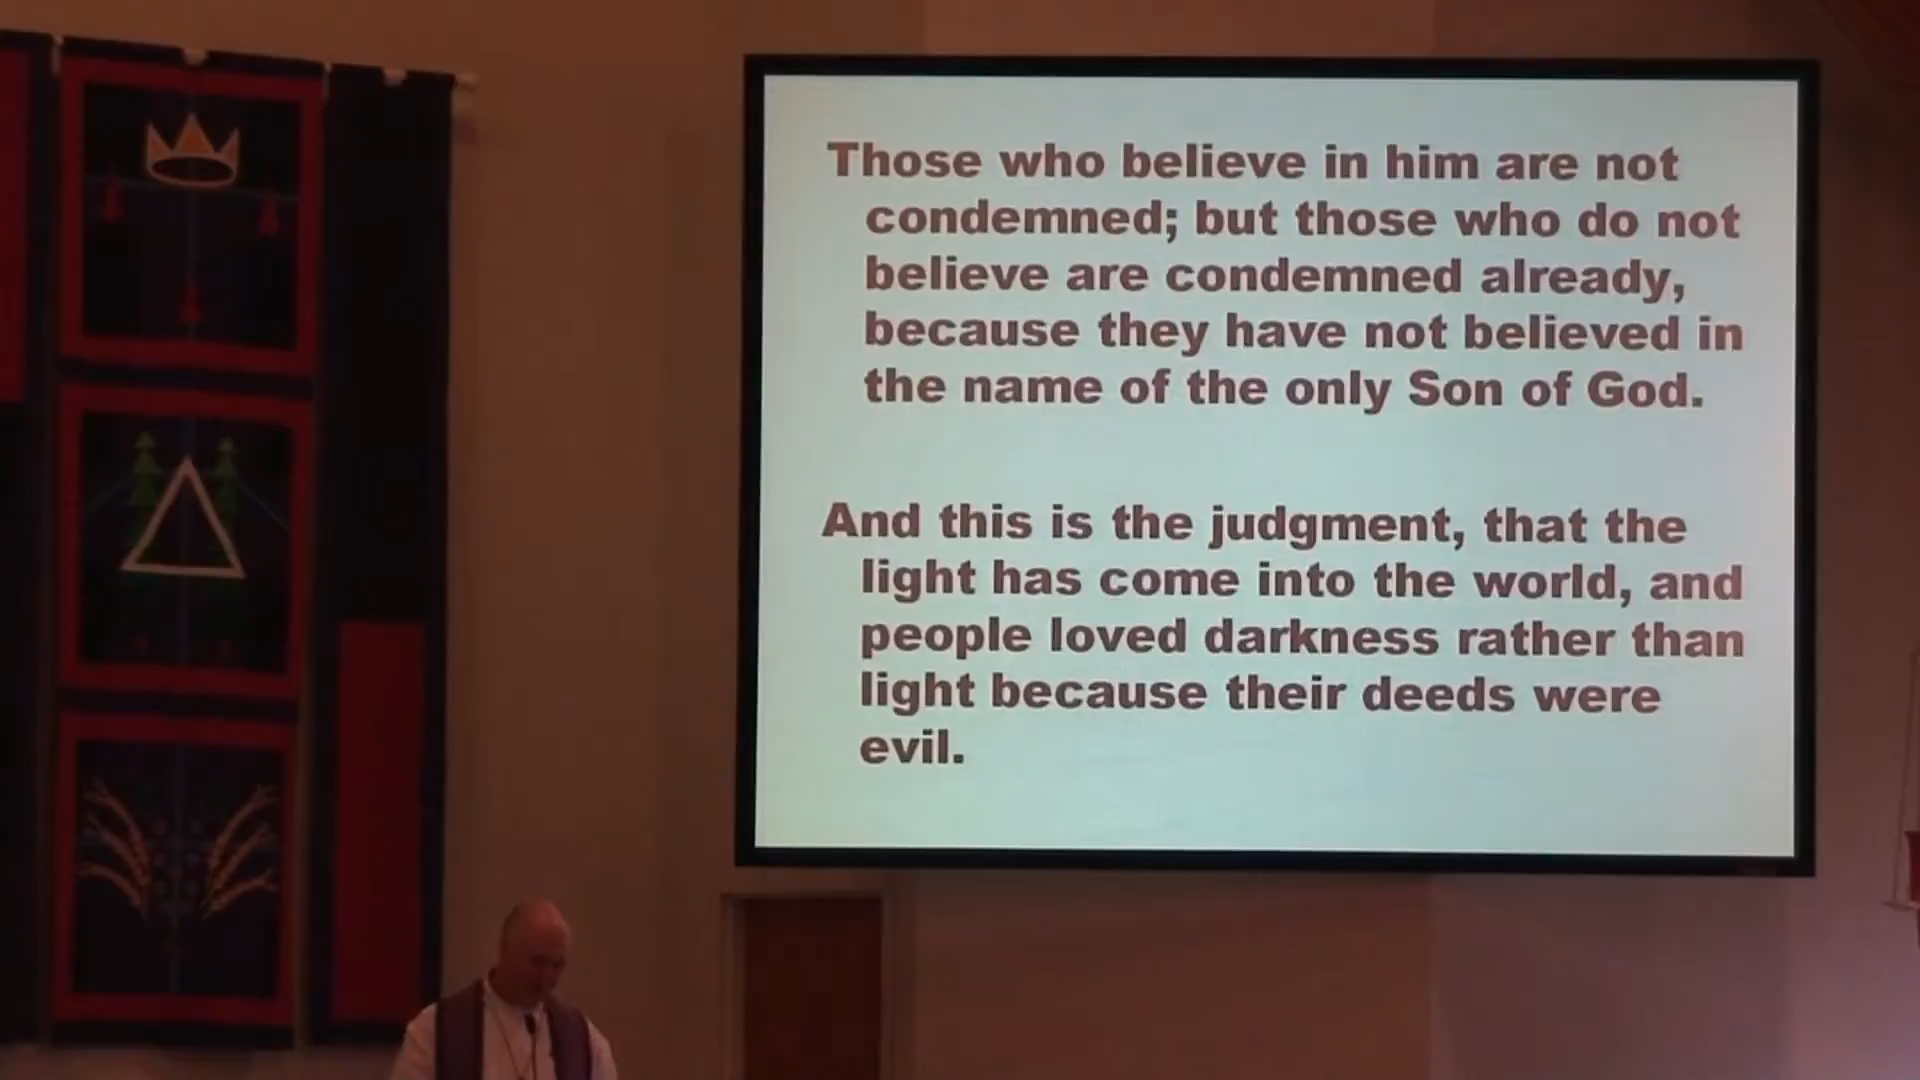 Those who believe in him are not
condemned; but those who do not
believe are condemned already,
because they have not believed in
the name of the only Son of God.
And this is the judgment, that the
light has come into the world, and
people loved darkness rather than
light because their deeds were
evil.